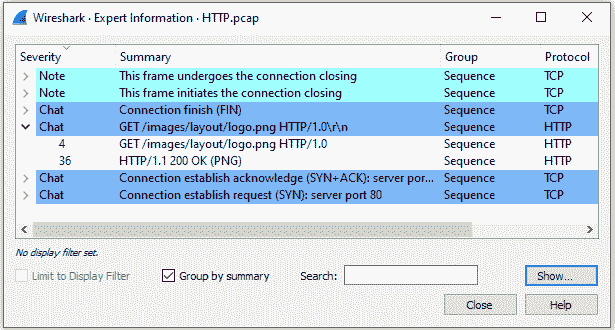 Wireshark · Expert Information · HTTP.pcap
Severity Summary Group Protocol
Note This frame undergoes the connection closing Sequence TCP
Note This frame initiates the connection closing Sequence TCP
Chat Connection finish (FIN) Sequence TCP
Chat GET /images/layout/logo.png HTTP/1.0\r\n Sequence HTTP
4 GET /images/layout/logo.png HTTP/1.0 Sequence HTTP
36 HTTP/1.1 200 OK (PNG) Sequence HTTP
Chat Connection establish acknowledge (SYN+ACK): server por... Sequence TCP
Chat Connection establish request (SYN): server port 80 Sequence TCP
No display filter set.
Limit to Display Filter Group by summary Search: Show...
Close Help